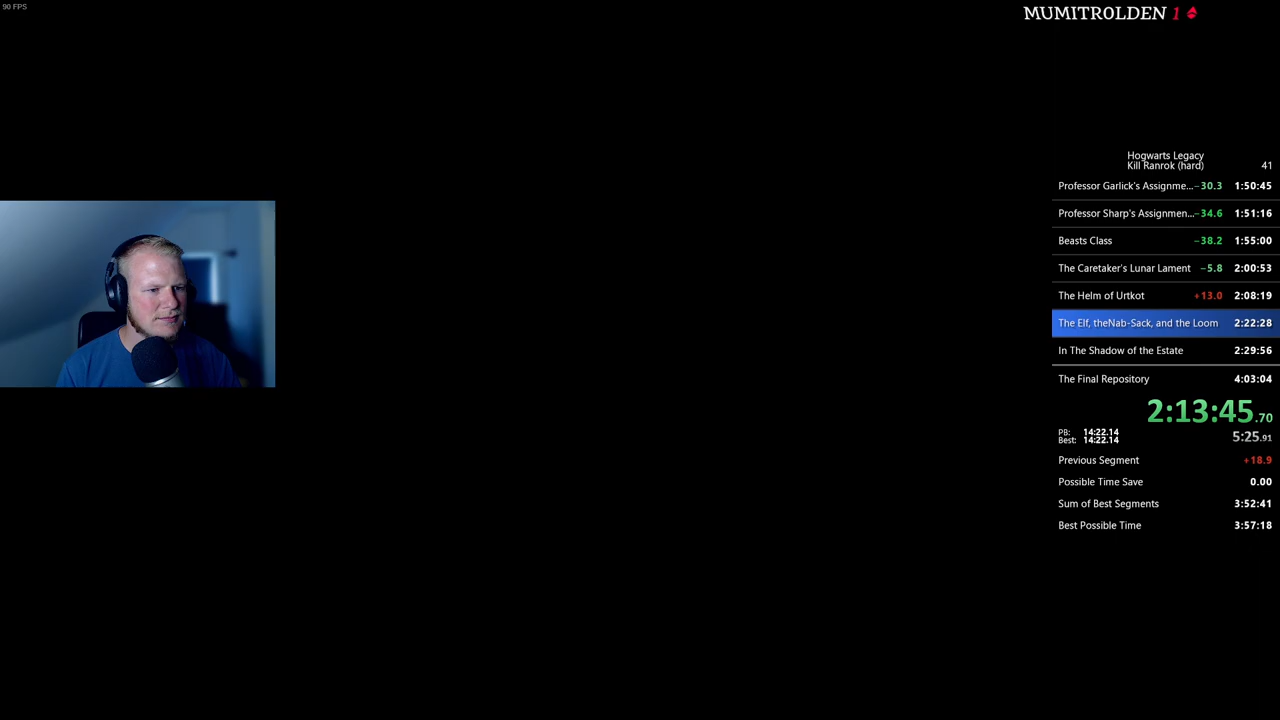 90 FPS
MUMITROLDEN 1
Hogwarts Legacy
Kill Ranrok (hard) 41
Professor Garlick's Assignme... −30.3 1:50:45
Professor Sharp's Assignmen... −34.6 1:51:16
Beasts Class −38.2 1:55:00
The Caretaker's Lunar Lament −5.8 2:00:53
The Helm of Urtkot +13.0 2:08:19
The Elf, theNab-Sack, and the Loom 2:22:28
In The Shadow of the Estate 2:29:56
The Final Repository 4:03:04
2:13:45.70
PB: 14:22.14
Best: 14:22.14
5:25.91
Previous Segment +18.9
Possible Time Save 0.00
Sum of Best Segments 3:52:41
Best Possible Time 3:57:18